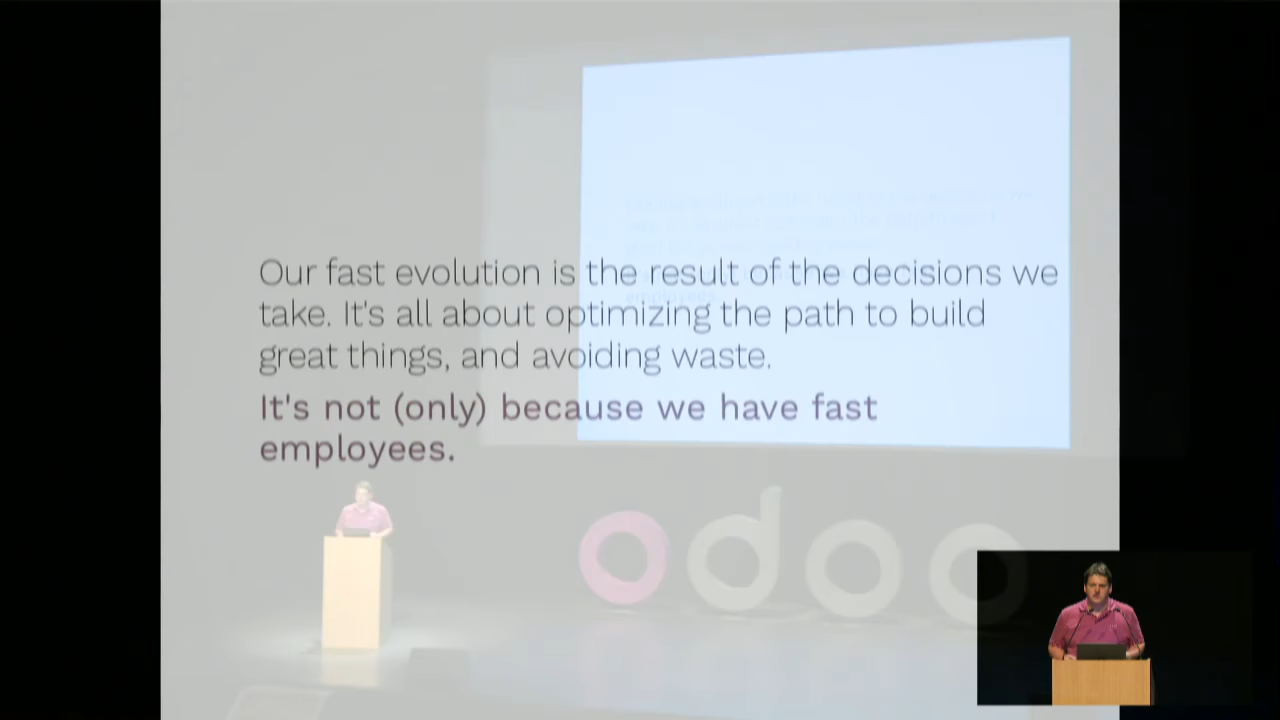 Our fast evolution is the result of the decisions we
take. It's all about optimizing the path to build
great things, and avoiding waste.
It's not (only) because we have fast
employees.
odoo